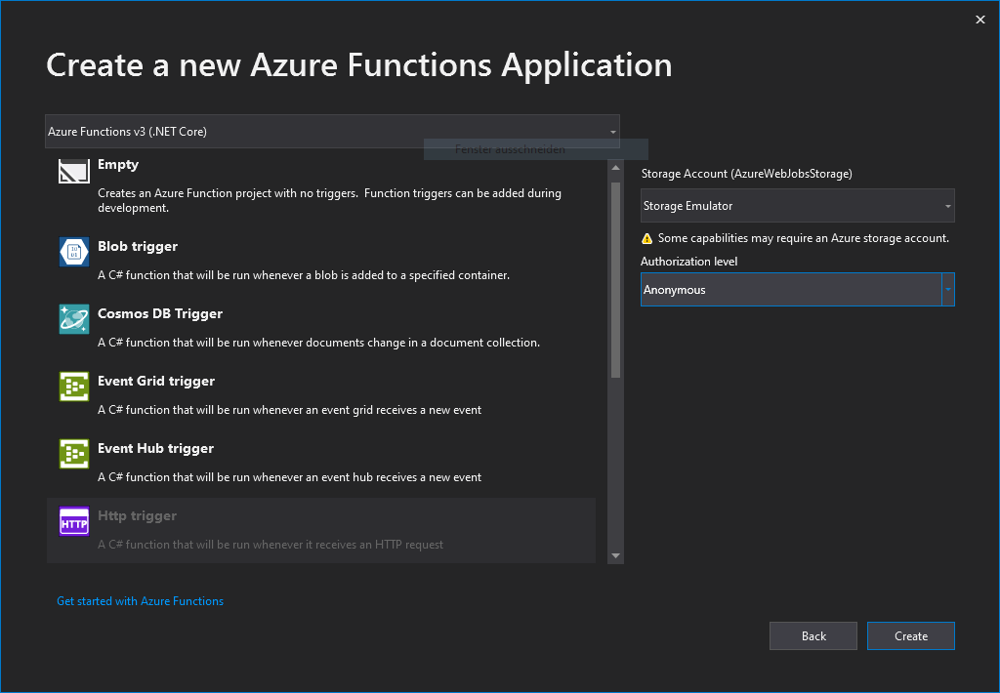 Create a new Azure Functions Application
Azure Functions v3 (.NET Core)
Fenster ausschneiden
Empty
Creates an Azure Function project with no triggers.  Function triggers can be added during
development.
Blob trigger
A C# function that will be run whenever a blob is added to a specified container.
Cosmos DB Trigger
A C# function that will be run whenever documents change in a document collection.
Event Grid trigger
A C# function that will be run whenever an event grid receives a new event
Event Hub trigger
A C# function that will be run whenever an event hub receives a new event
HTTP
Http trigger
A C# function that will be run whenever it receives an HTTP request
Storage Account (AzureWebJobsStorage)
Storage Emulator
Some capabilities may require an Azure storage account.
Authorization level
Anonymous
Get started with Azure Functions
Back
Create